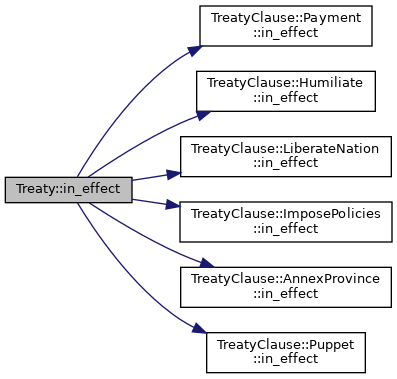 TreatyClause::Payment
::in_effect
TreatyClause::Humiliate
::in_effect
TreatyClause::LiberateNation
::in_effect
Treaty::in_effect
TreatyClause::ImposePolicies
::in_effect
TreatyClause::AnnexProvince
::in_effect
TreatyClause::Puppet
::in_effect